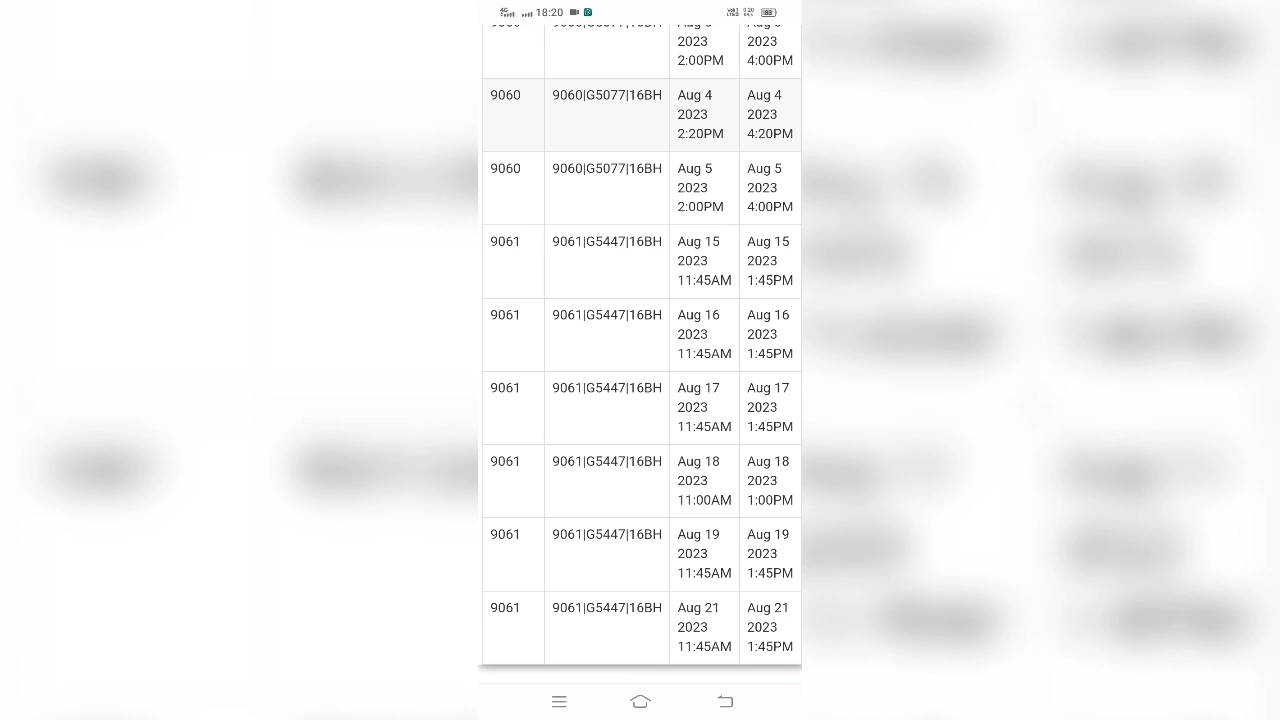 4G 18:20 83
2023 2023
2:00PM 4:00PM
9060 9060|G5077|16BH Aug 4 Aug 4
2023 2023
2:20PM 4:20PM
9060 9060|G5077|16BH Aug 5 Aug 5
2023 2023
2:00PM 4:00PM
9061 9061|G5447|16BH Aug 15 Aug 15
2023 2023
11:45AM 1:45PM
9061 9061|G5447|16BH Aug 16 Aug 16
2023 2023
11:45AM 1:45PM
9061 9061|G5447|16BH Aug 17 Aug 17
2023 2023
11:45AM 1:45PM
9061 9061|G5447|16BH Aug 18 Aug 18
2023 2023
11:00AM 1:00PM
9061 9061|G5447|16BH Aug 19 Aug 19
2023 2023
11:45AM 1:45PM
9061 9061|G5447|16BH Aug 21 Aug 21
2023 2023
11:45AM 1:45PM